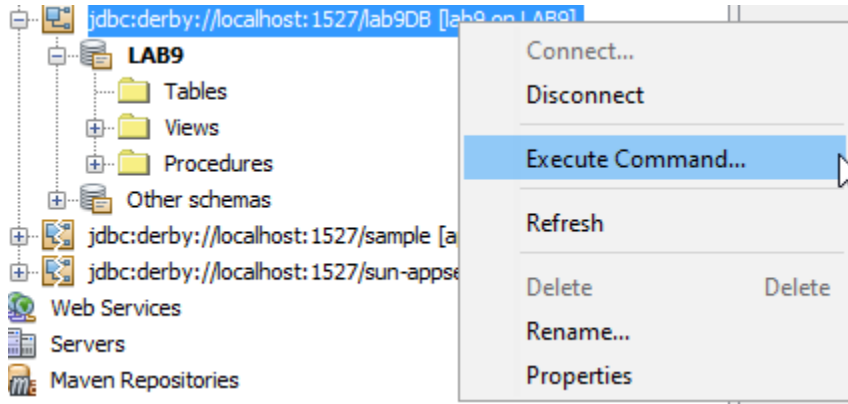 jdbc:derby://localhost:1527/lab9DB [lab9 on LAB9]
LAB9
Tables
Views
Procedures
Other schemas
jdbc:derby://localhost:1527/sample [a
jdbc:derby://localhost:1527/sun-appse
Web Services
Servers
Maven Repositories
Connect...
Disconnect
Execute Command...
Refresh
Delete Delete
Rename...
Properties